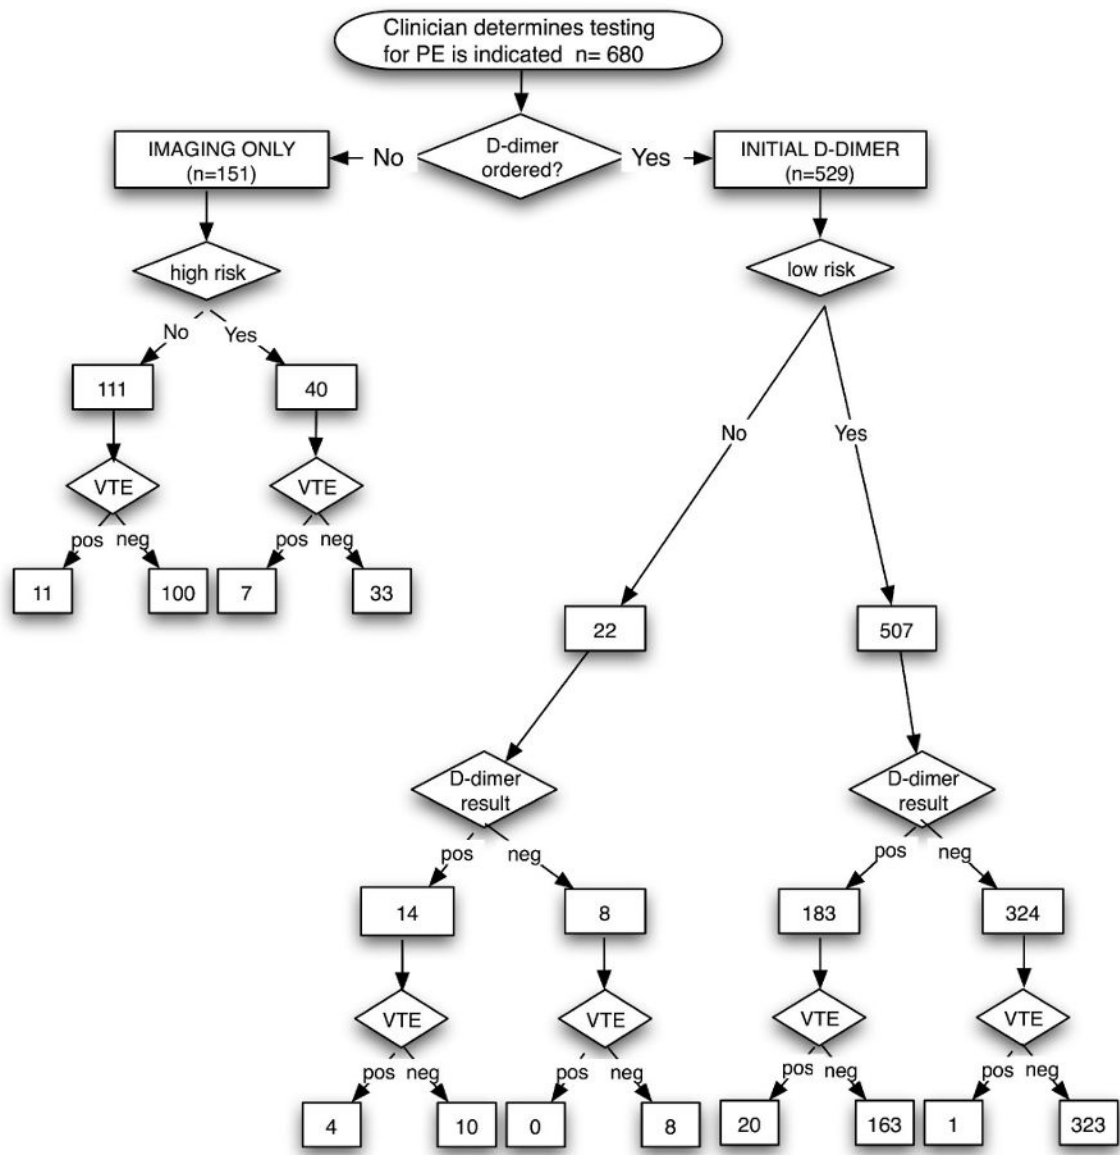 Clinician determines testing
for PE is indicated n= 680
IMAGING ONLY
(n=151)
No
D-dimer
ordered?
Yes
INITIAL D-DIMER
(n=529)
high risk
low risk
No
Yes
111
40
No
Yes
VTE
VTE
pos
neg
pos
neg
11
100
7
33
22
507
D-dimer
result
D-dimer
result
pos
neg
pos
neg
14
8
183
324
VTE
VTE
VTE
VTE
pos
neg
pos
neg
pos
neg
pos
neg
4
10
0
8
20
163
1
323